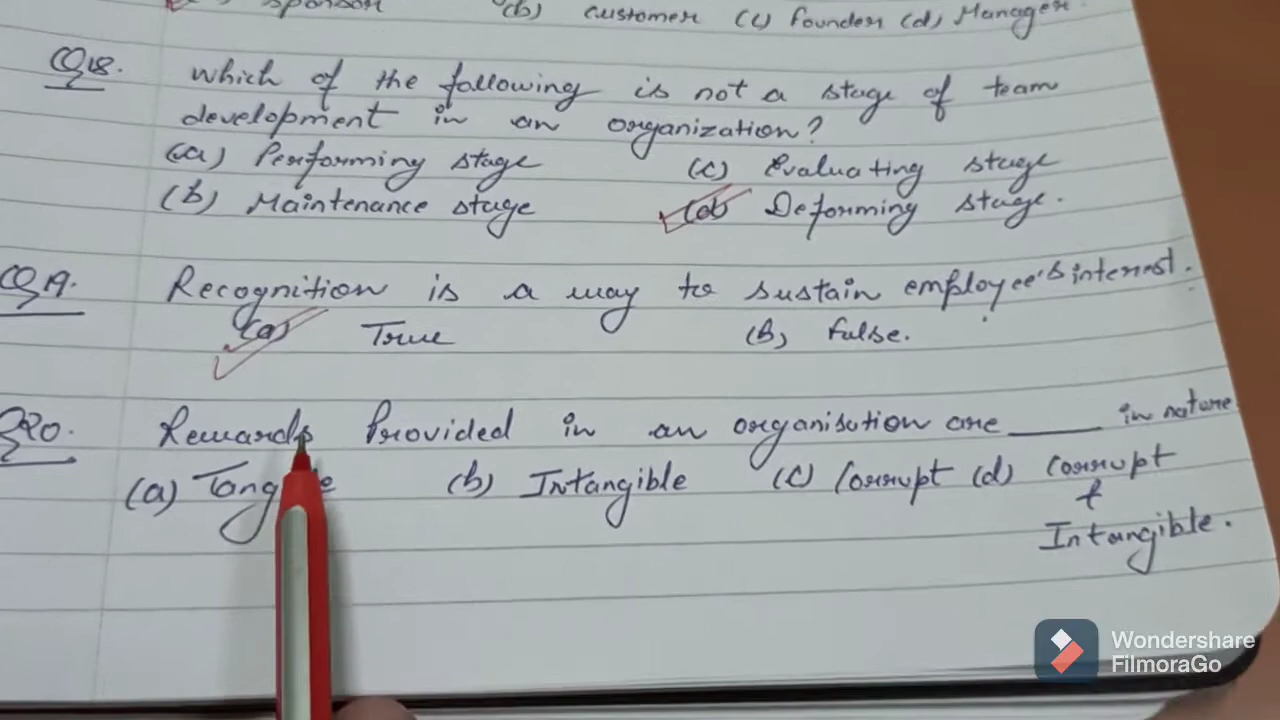 sponsor (b) customer (c) founder (d) Manager.
Q18. which of the following is not a stage of team
development in an organization?
(a) Performing stage (c) Evaluating stage
(b) Maintenance stage (d) Deforming stage.
Q19. Recognition is a way to sustain employee's interest.
(a) True (B) false.
Q20. Rewards Provided in an organisation are ____ in nature
(a) (b) Intangible (c) Corrupt (d) Corrupt
&
Intangible.
Wondershare
FilmoraGo